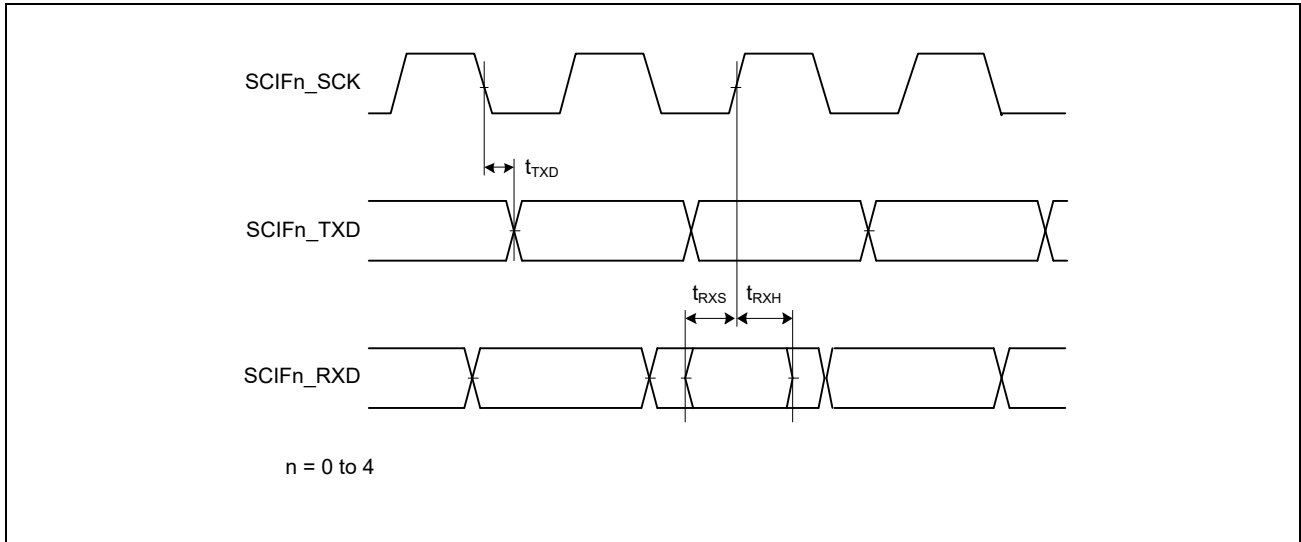 SCIFn_SCK
tTXD
SCIFn_TXD
tRXS tRXH
SCIFn_RXD
n = 0 to 4